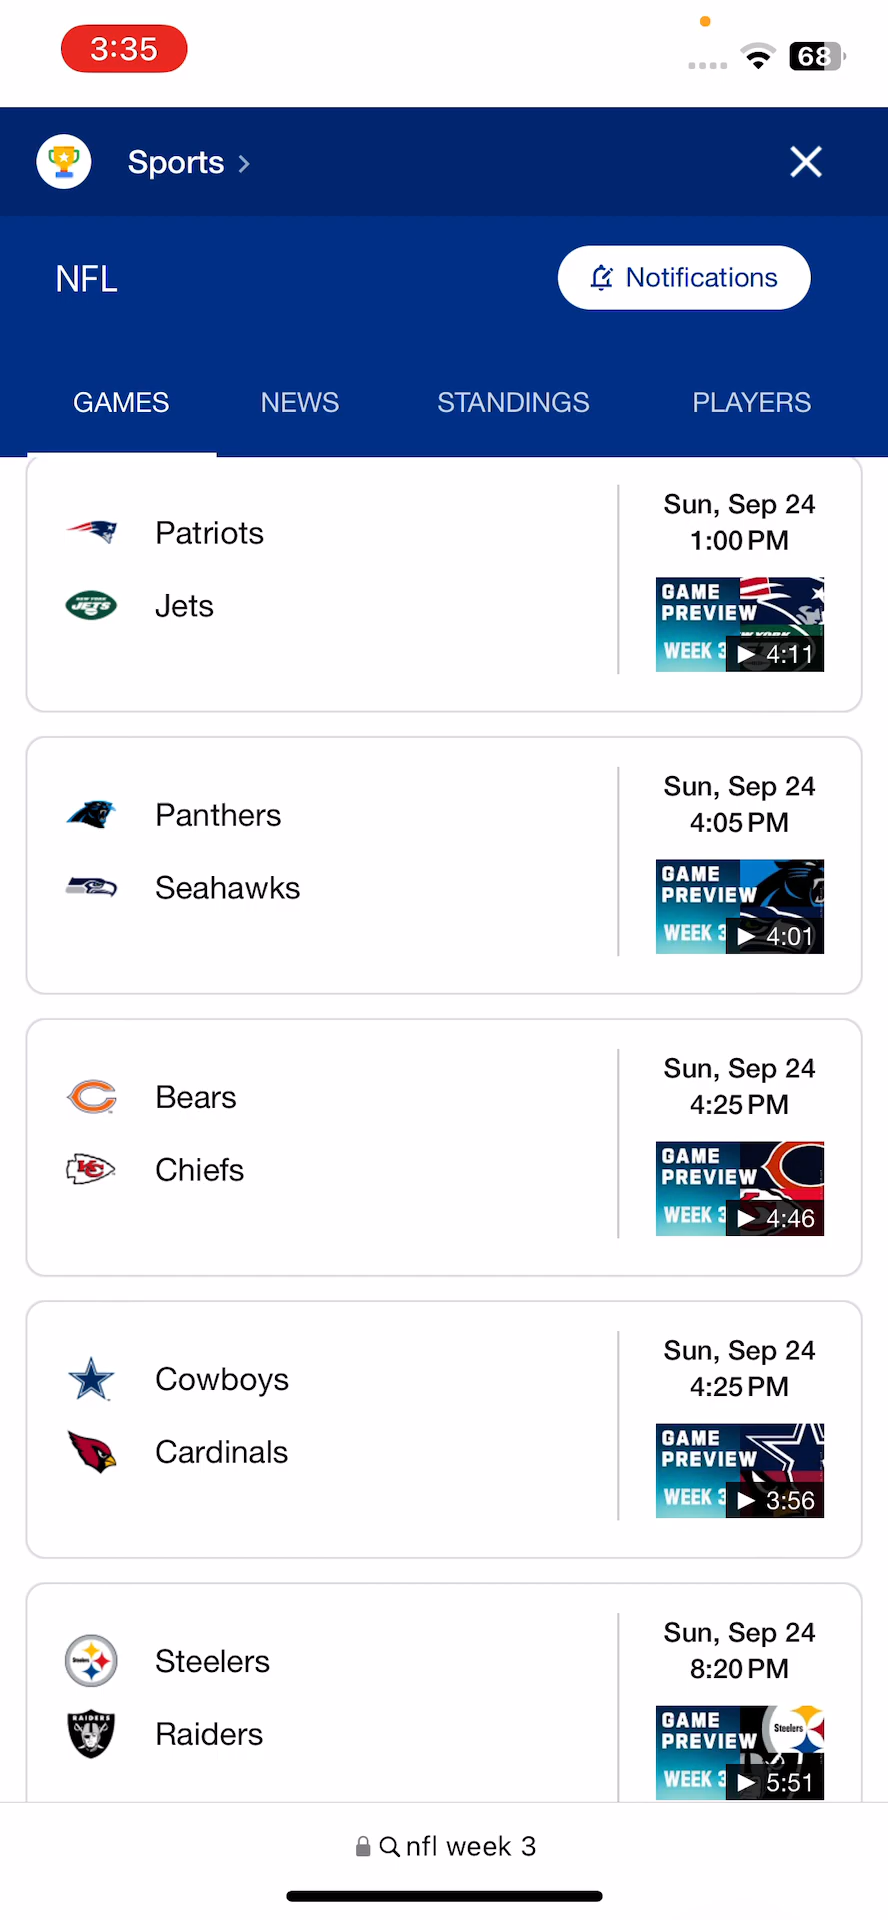 3:35
68
Sports
NFL
Notifications
GAMES NEWS STANDINGS PLAYERS
Patriots
Jets
Sun, Sep 24
1:00 PM
GAME
PREVIEW
WEEK 3
4:11
Panthers
Seahawks
Sun, Sep 24
4:05 PM
GAME
PREVIEW
WEEK 3
4:01
Bears
Chiefs
Sun, Sep 24
4:25 PM
GAME
PREVIEW
WEEK 3
4:46
Cowboys
Cardinals
Sun, Sep 24
4:25 PM
GAME
PREVIEW
WEEK 3
3:56
Steelers
Raiders
Sun, Sep 24
8:20 PM
GAME
PREVIEW
Steelers
WEEK 3
5:51
nfl week 3